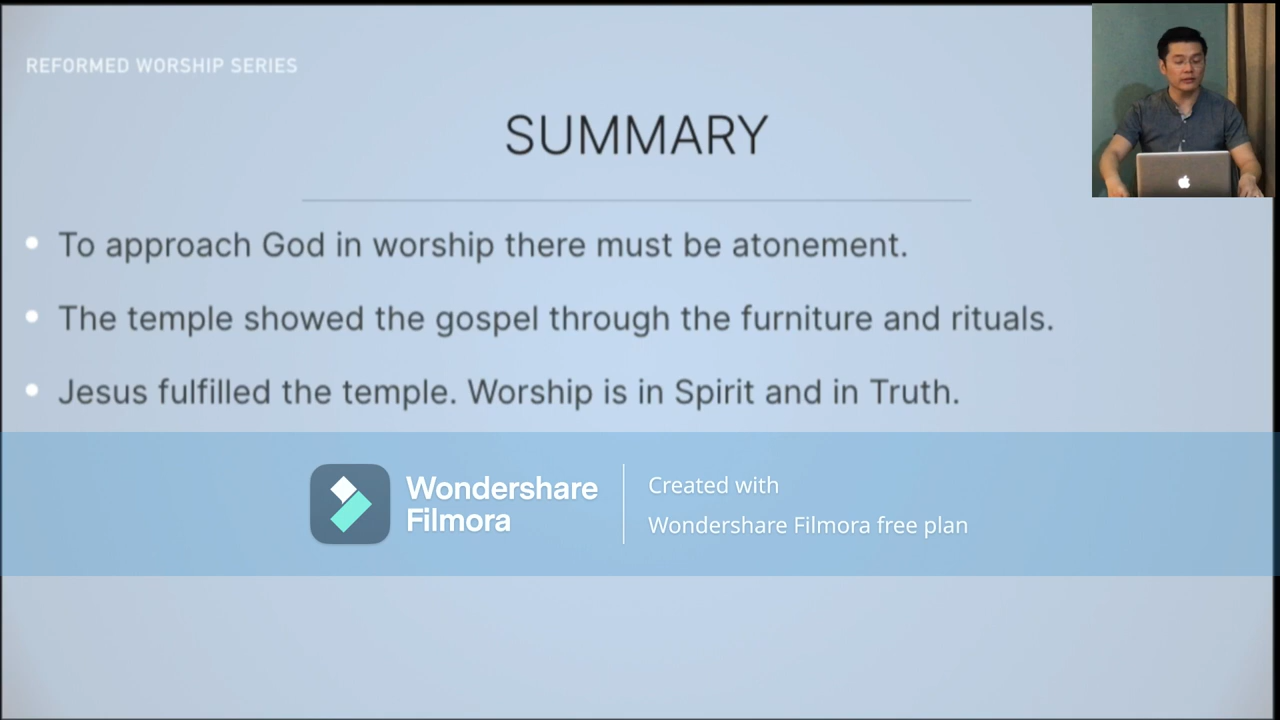 REFORMED WORSHIP SERIES
SUMMARY
To approach God in worship there must be atonement.
The temple showed the gospel through the furniture and rituals.
Jesus fulfilled the temple. Worship is in Spirit and in Truth.
Wondershare
Filmora
Created with
Wondershare Filmora free plan